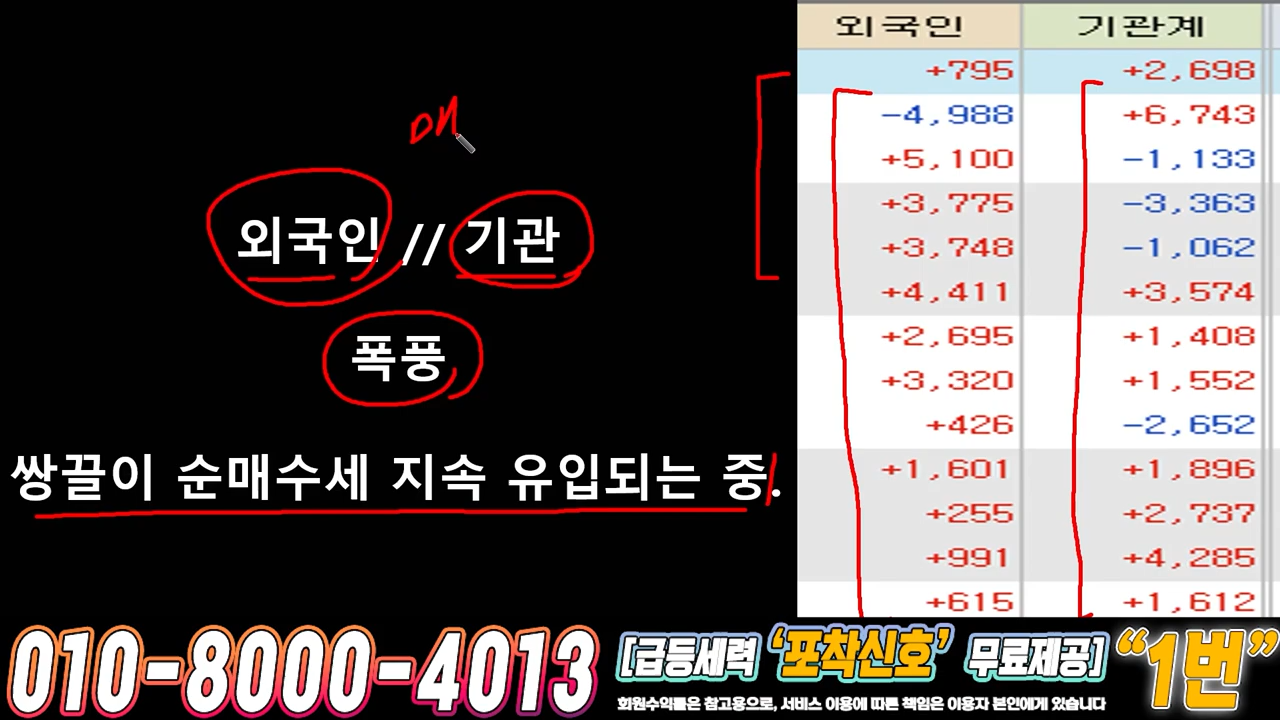 외국인 // 기관
폭풍
쌍끌이 순매수세 지속 유입되는 중.
외국인 기관계
+795 +2,698
-4,988 +6,743
+5,100 -1,133
+3,775 -3,363
+3,748 -1,062
+4,411 +3,574
+2,695 +1,408
+3,320 +1,552
+426 -2,652
+1,601 +1,896
+255 +2,737
+991 +4,285
+615 +1,612
010-8000-4013
[급등세력 '포착신호' 무료제공] "1번"
회원수익률은 참고용으로, 서비스 이용에 따른 책임은 이용자 본인에게 있습니다